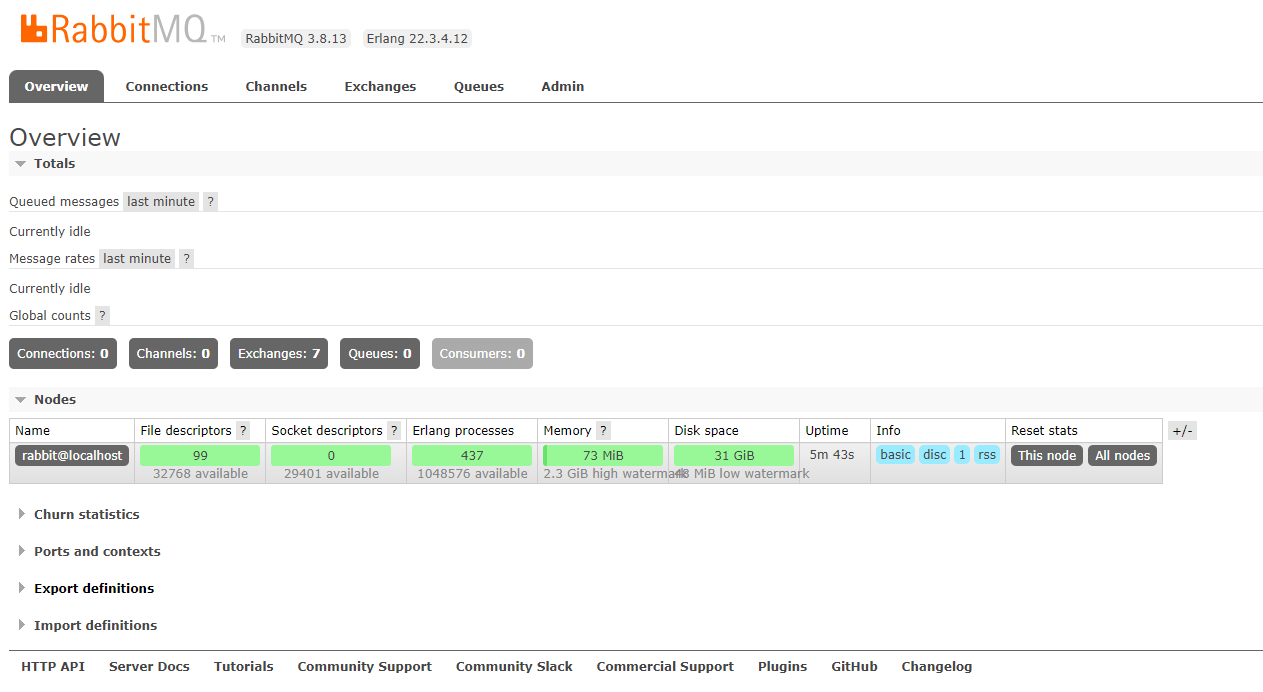 RabbitMQ TM RabbitMQ 3.8.13 Erlang 22.3.4.12
Overview Connections Channels Exchanges Queues Admin
Overview
Totals
Queued messages last minute ?
Currently idle
Message rates last minute ?
Currently idle
Global counts ?
Connections: 0 Channels: 0 Exchanges: 7 Queues: 0 Consumers: 0
Nodes
Name File descriptors ? Socket descriptors ? Erlang processes Memory ? Disk space Uptime Info Reset stats +/-
rabbit@localhost 99 0 437 73 MiB 31 GiB 5m 43s basic disc 1 rss This node All nodes
32768 available 29401 available 1048576 available 2.3 GiB high watermark MiB low watermark
Churn statistics
Ports and contexts
Export definitions
Import definitions
HTTP API Server Docs Tutorials Community Support Community Slack Commercial Support Plugins GitHub Changelog